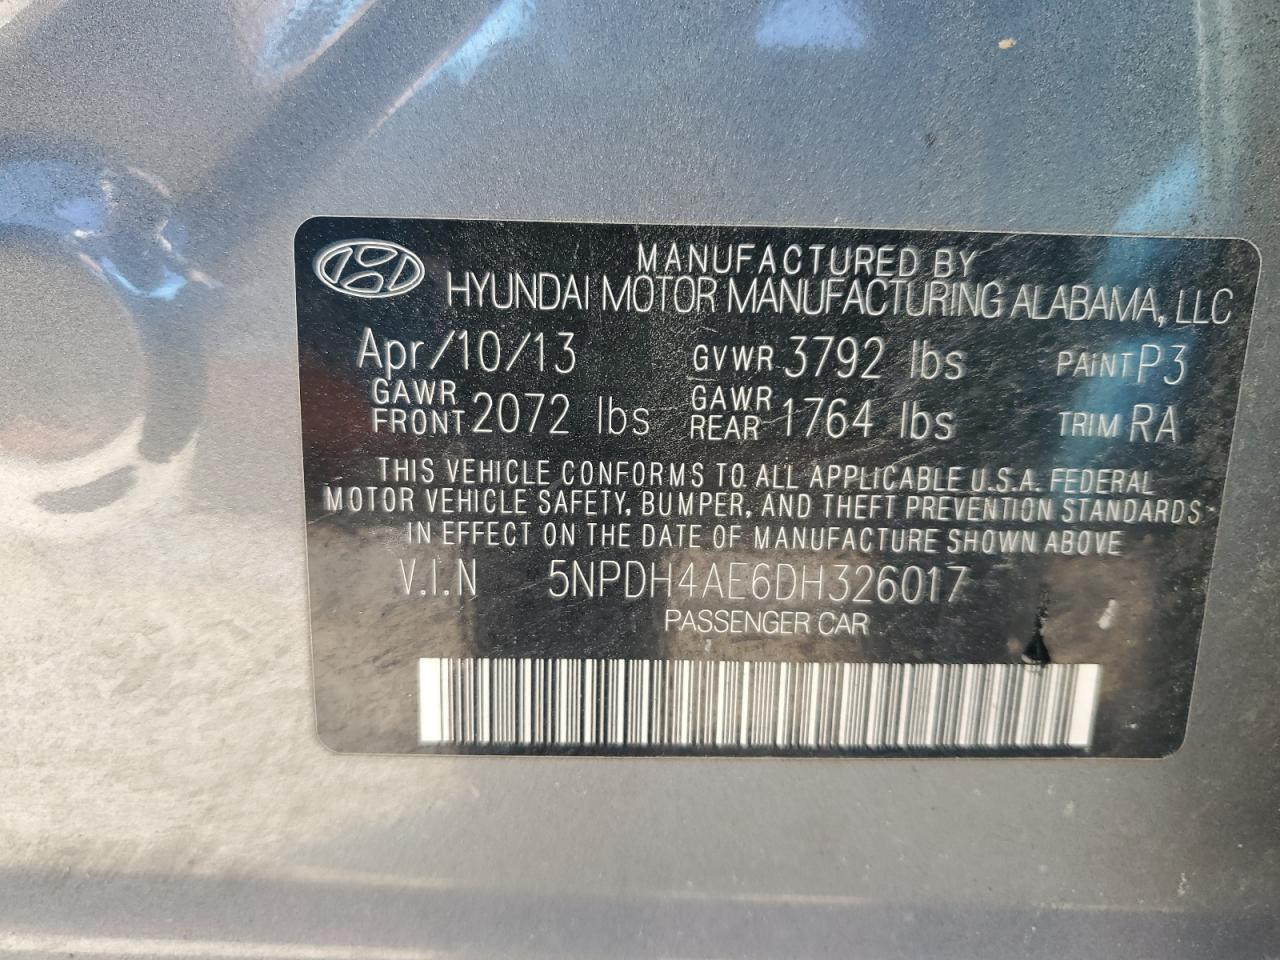 MANUFACTURED BY
HYUNDAI MOTOR MANUFACTURING ALABAMA, LLC
Apr/10/13 GVWR 3792 lbs PAINT P3
GAWR FRONT 2072 lbs GAWR REAR 1764 lbs TRIM RA
THIS VEHICLE CONFORMS TO ALL APPLICABLE U.S.A. FEDERAL
MOTOR VEHICLE SAFETY, BUMPER, AND THEFT PREVENTION STANDARDS
IN EFFECT ON THE DATE OF MANUFACTURE SHOWN ABOVE
V.I.N 5NPDH4AE6DH326017
PASSENGER CAR